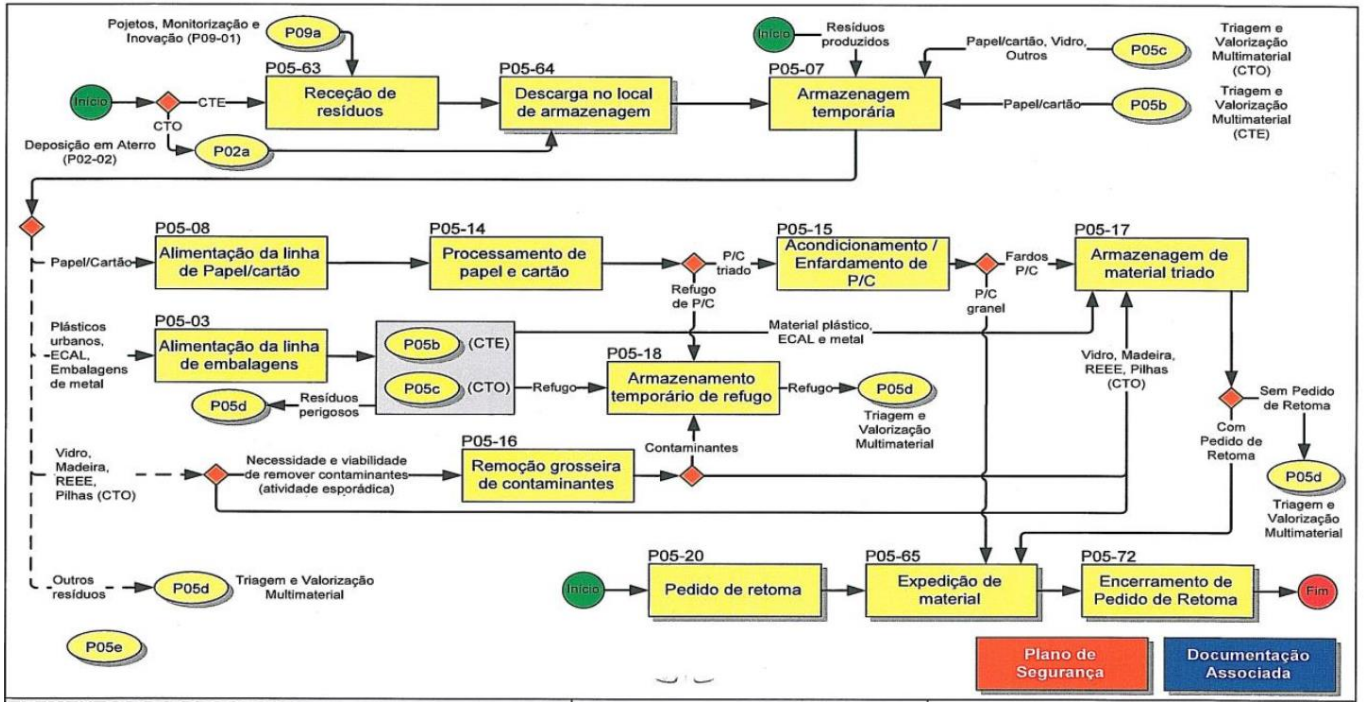 Pojetos, Monitorização e
Inovação (P09-01)
P09a
Início
Resíduos
produzidos
Papel/cartão, Vidro,
Outros
P05c
Triagem e
Valorização
Multimaterial
(CTO)
P05-63
Receção de
resíduos
P05-64
Descarga no local
de armazenagem
P05-07
Armazenagem
temporária
Início
CTE
CTO
Papel/cartão
P05b
Triagem e
Valorização
Multimaterial
(CTE)
Deposição em Aterro
(P02-02)
P02a
P05-08
Alimentação da linha
de Papel/cartão
P05-14
Processamento de
papel e cartão
P05-15
Acondicionamento /
Enfardamento de
P/C
P05-17
Armazenagem de
material triado
Papel/Cartão
P/C
triado
Fardos
P/C
Refugo
de P/C
P/C
granel
Plásticos
urbanos,
ECAL,
Embalagens
de metal
P05-03
Alimentação da linha
de embalagens
P05b
(CTE)
P05c
(CTO)
Material plástico,
ECAL e metal
P05-18
Armazenamento
temporário de refugo
Refugo
Refugo
P05d
Triagem e
Valorização
Multimaterial
Vidro, Madeira,
REEE, Pilhas
(CTO)
P05d
Resíduos
perigosos
Sem Pedido
de Retoma
Com
Pedido de
Retoma
P05d
Triagem e
Valorização
Multimaterial
Vidro,
Madeira,
REEE,
Pilhas (CTO)
Necessidade e viabilidade
de remover contaminantes
(atividade esporádica)
P05-16
Remoção grosseira
de contaminantes
Contaminantes
Outros
resíduos
P05d
Triagem e Valorização
Multimaterial
Início
P05-20
Pedido de retoma
P05-65
Expedição de
material
P05-72
Encerramento de
Pedido de Retoma
Fim
P05e
Plano de
Segurança
Documentação
Associada